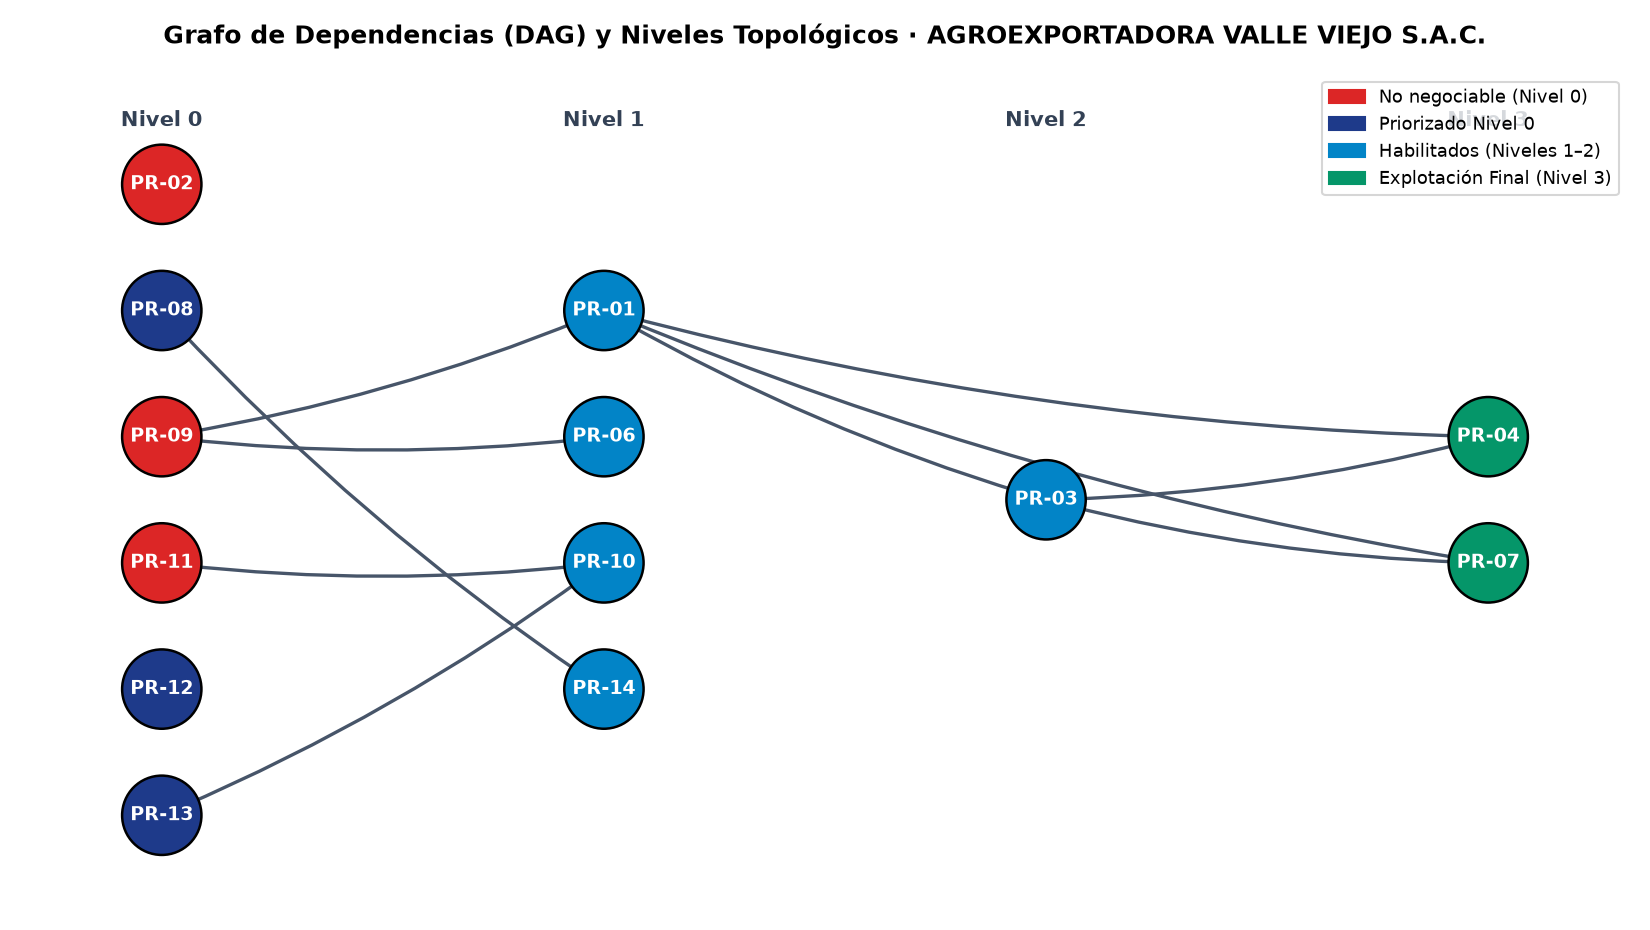 Grafo de Dependencias (DAG) y Niveles Topológicos · AGROEXPORTADORA VALLE VIEJO S.A.C.
Nivel 0
Nivel 1
Nivel 2
Nivel 3
No negociable (Nivel 0)
Priorizado Nivel 0
Habilitados (Niveles 1–2)
Explotación Final (Nivel 3)
PR-02
PR-08
PR-09
PR-11
PR-12
PR-13
PR-01
PR-06
PR-10
PR-14
PR-03
PR-04
PR-07